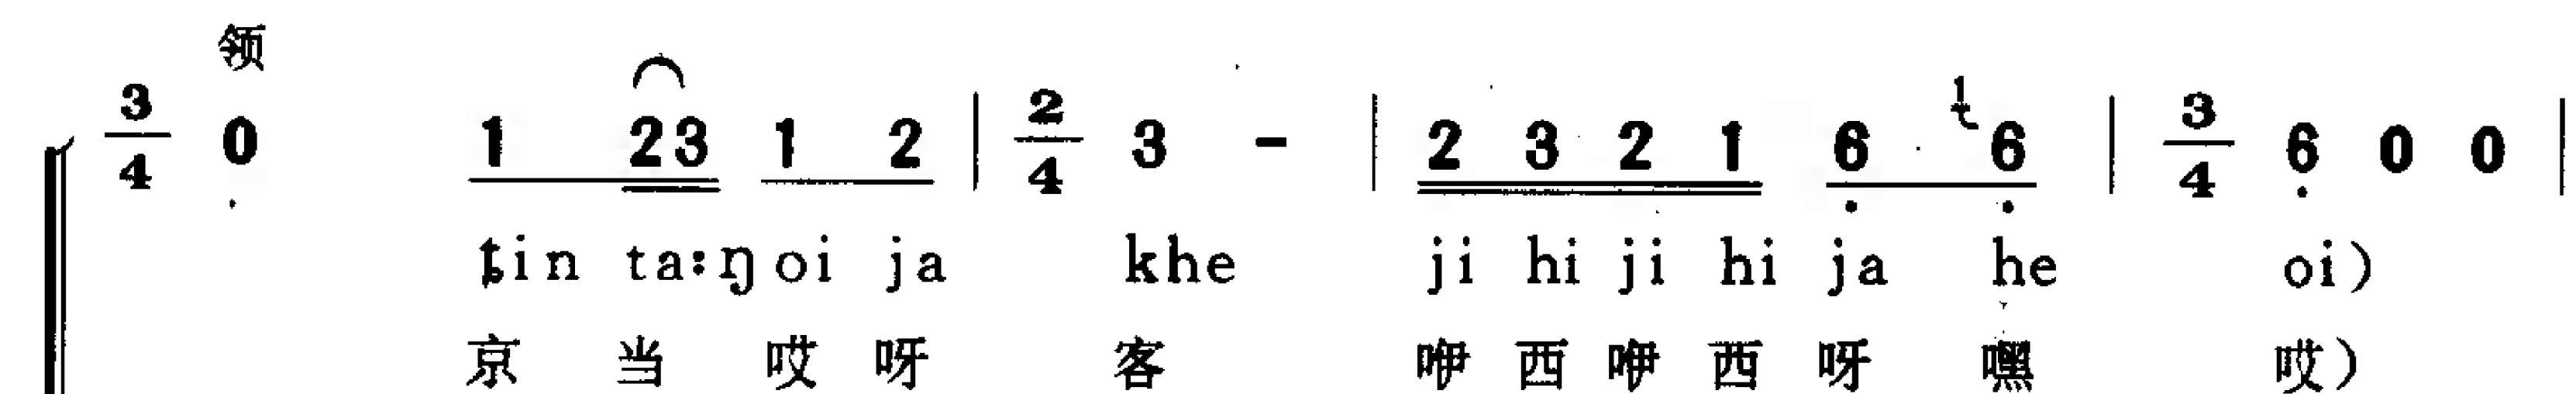 领
3/4 0 1 23 1 2 | 2/4 3 - | 2 3 2 1 6 1 6 | 3/4 6 0 0 |
ȶin ta:ŋ oi ja khe ji hi ji hi ja he oi)
京 当 哎 呀 客 咿 西 咿 西 呀 嘿 哎)